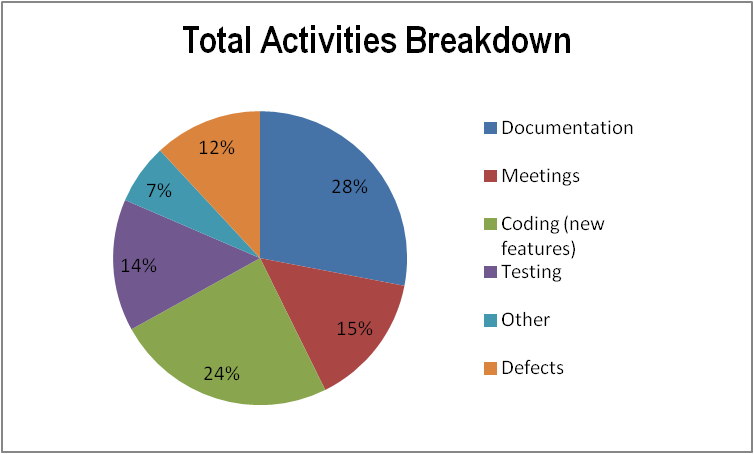 Total Activities Breakdown
12%
28%
7%
14%
15%
24%
Documentation
Meetings
Coding (new
features)
Testing
Other
Defects